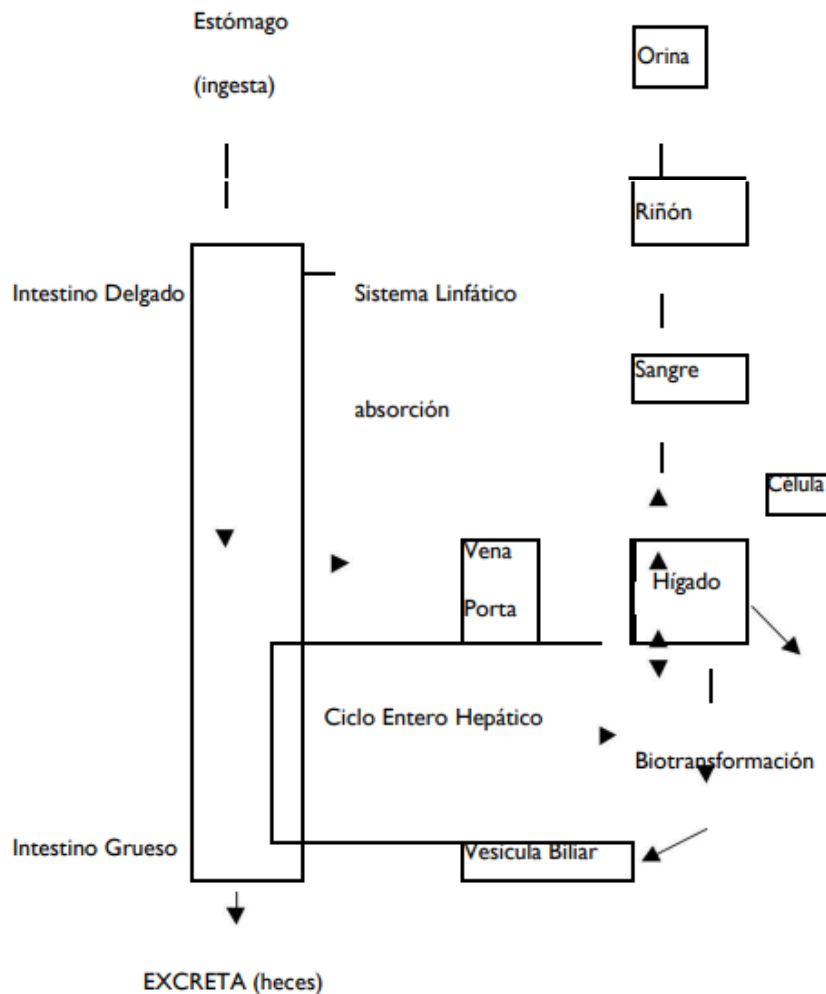 Estómago
(ingesta)
Orina
Riñón
Intestino Delgado
Sistema Linfático
Sangre
absorción
Célula
Vena
Porta
Hígado
Ciclo Entero Hepático
Biotransformación
Intestino Grueso
Vesicula Biliar
EXCRETA (heces)